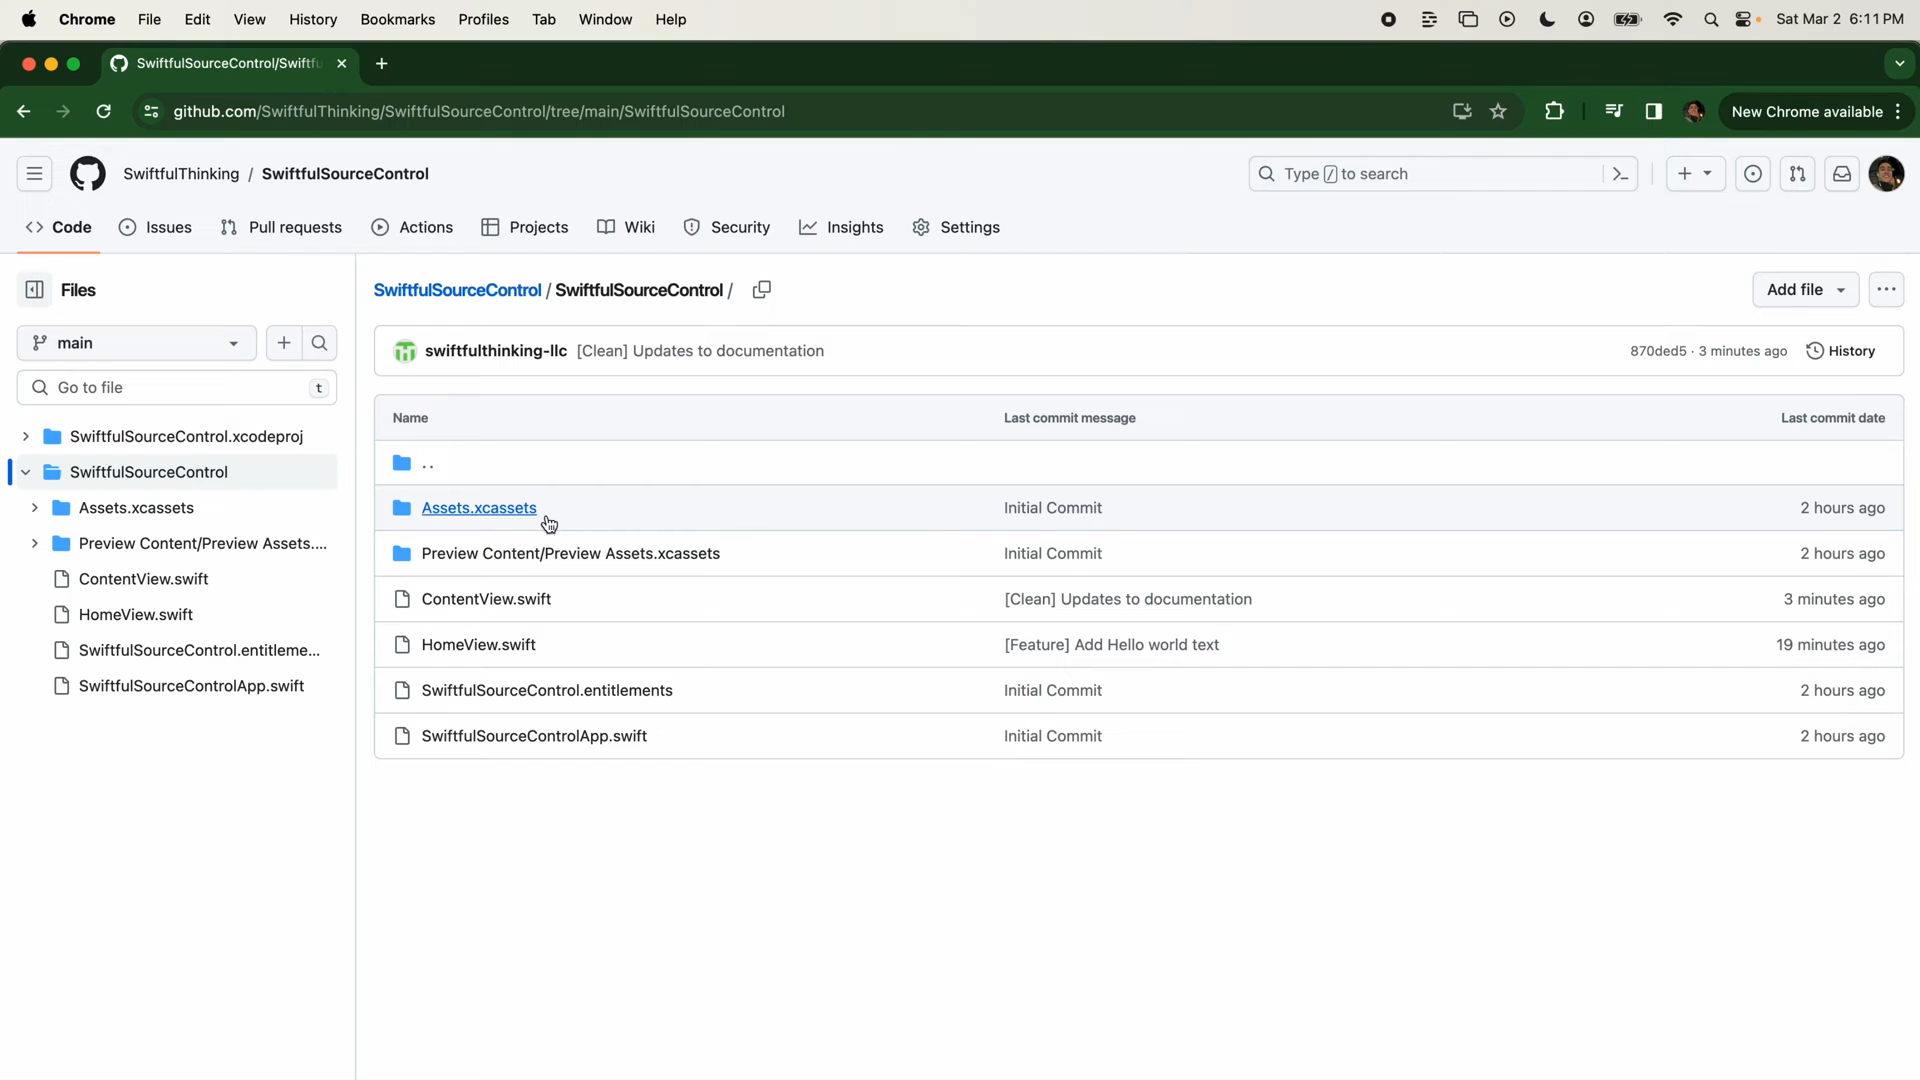 Chrome File Edit View History Bookmarks Profiles Tab Window Help Sat Mar 2 6:11 PM
SwiftfulSourceControl/Swiftfu
github.com/SwiftfulThinking/SwiftfulSourceControl/tree/main/SwiftfulSourceControl New Chrome available
SwiftfulThinking / SwiftfulSourceControl Type / to search
Code Issues Pull requests Actions Projects Wiki Security Insights Settings
Files SwiftfulSourceControl / SwiftfulSourceControl / Add file
main swiftfulthinking-llc [Clean] Updates to documentation 870ded5 · 3 minutes ago History
Go to file t
Name Last commit message Last commit date
SwiftfulSourceControl.xcodeproj
..
SwiftfulSourceControl
Assets.xcassets Assets.xcassets Initial Commit 2 hours ago
Preview Content/Preview Assets.... Preview Content/Preview Assets.xcassets Initial Commit 2 hours ago
ContentView.swift ContentView.swift [Clean] Updates to documentation 3 minutes ago
HomeView.swift HomeView.swift [Feature] Add Hello world text 19 minutes ago
SwiftfulSourceControl.entitleme... SwiftfulSourceControl.entitlements Initial Commit 2 hours ago
SwiftfulSourceControlApp.swift SwiftfulSourceControlApp.swift Initial Commit 2 hours ago